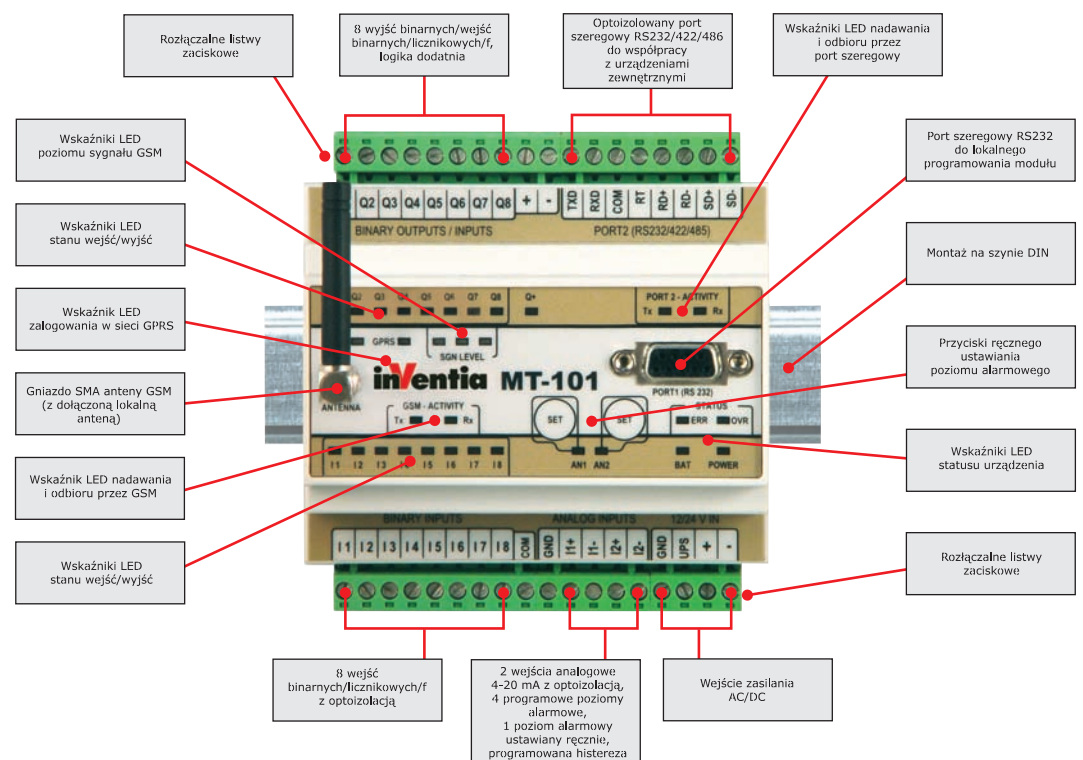 Rozłączalne listwy
zaciskowe
8 wyjść binarnych/wejść
binarnych/licznikowych/f,
logika dodatnia
Optoizolowany port
szeregowy RS232/422/486
do współpracy
z urządzeniami
zewnętrznymi
Wskaźniki LED nadawania
i odbioru przez
port szeregowy
Wskaźniki LED
poziomu sygnału GSM
Wskaźniki LED
stanu wejść/wyjść
Wskaźnik LED
zalogowania w sieci GPRS
Gniazdo SMA anteny GSM
(z dołączoną lokalną
anteną)
Wskaźnik LED nadawania
i odbioru przez GSM
Wskaźniki LED
stanu wejść/wyjść
Port szeregowy RS232
do lokalnego
programowania modułu
Montaż na szynie DIN
Przyciski ręcznego
ustawiania
poziomu alarmowego
Wskaźniki LED
statusu urządzenia
Rozłączalne listwy
zaciskowe
Q2 Q3 Q4 Q5 Q6 Q7 Q8 + - TXD RXD COM RT RD+ RD- SD+ SD-
BINARY OUTPUTS / INPUTS PORT2 (RS232/422/485)
Q2 Q3 Q4 Q5 Q6 Q7 Q8 Q+ PORT 2 - ACTIVITY
Tx Rx
GPRS
SGN LEVEL
inVentia MT-101
ANTENNA
PORT1 (RS 232)
GSM - ACTIVITY
Tx Rx
SET SET
STATUS
ERR OVR
I1 I2 I3 I4 I5 I6 I7 I8 AN1 AN2 BAT POWER
BINARY INPUTS ANALOG INPUTS 12/24 V IN
I1 I2 I3 I4 I5 I6 I7 I8 COM GND I1+ I1- I2+ I2- GND UPS + -
8 wejść
binarnych/licznikowych/f
z optoizolacją
2 wejścia analogowe
4-20 mA z optoizolacją,
4 programowe poziomy
alarmowe,
1 poziom alarmowy
ustawiany ręcznie,
programowana histereza
Wejście zasilania
AC/DC